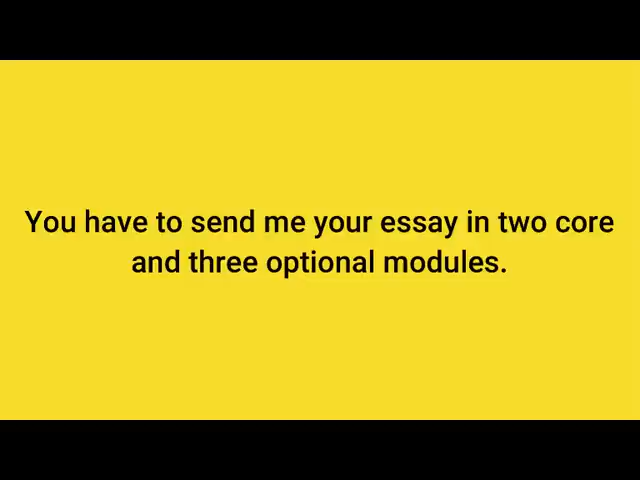 You have to send me your essay in two core
and three optional modules.